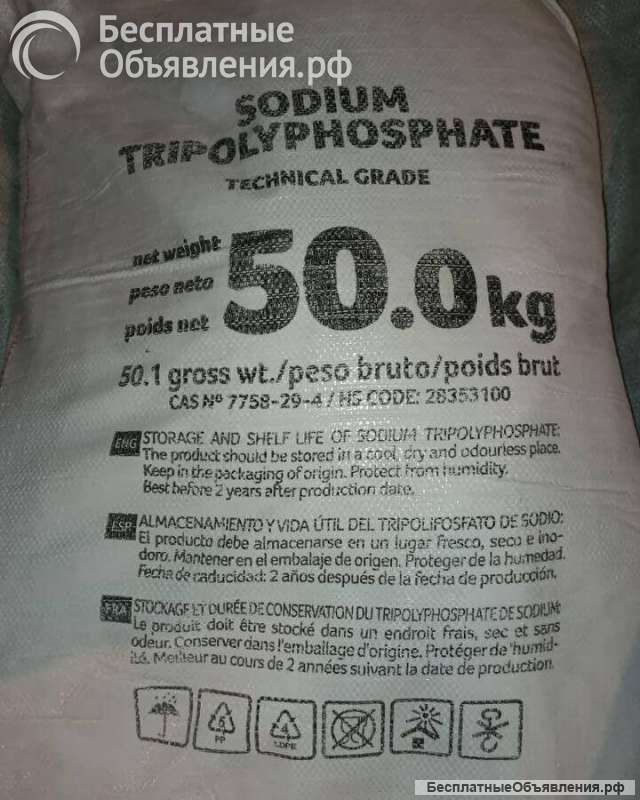 Бесплатные
Объявления.рф
SODIUM
TRIPOLYPHOSPHATE
TECHNICAL GRADE
net weight
peso neto
poids net
50.0 kg
50.1 gross wt./peso bruto/poids brut
CAS Nº 7758-29-4 / HS CODE: 28353100
ENG
STORAGE AND SHELF LIFE OF SODIUM TRIPOLYPHOSPHATE:
The product should be stored in a cool, dry and odourless place.
Keep in the packaging of origin. Protect from humidity.
Best before 2 years after production date.
ESP
ALMACENAMIENTO Y VIDA ÚTIL DEL TRIPOLIFOSFATO DE SODIO:
El producto debe almacenarse en un lugar fresco, seco e ino-
doro. Mantener en el embalaje de origen. Proteger de la humedad.
Fecha de caducidad: 2 años después de la fecha de producción.
FRA
STOCKAGE ET DURÉE DE CONSERVATION DU TRIPOLYPHOSPHATE DE SODIUM:
Le produit doit être stocké dans un endroit frais, sec et sans
odeur. Conserver dans l'emballage d'origine. Protéger de l'humid-
ité. Meilleur au cours de 2 années suivant la date de production.
5
PP
4
LDPE
БесплатныеОбъявления.рф